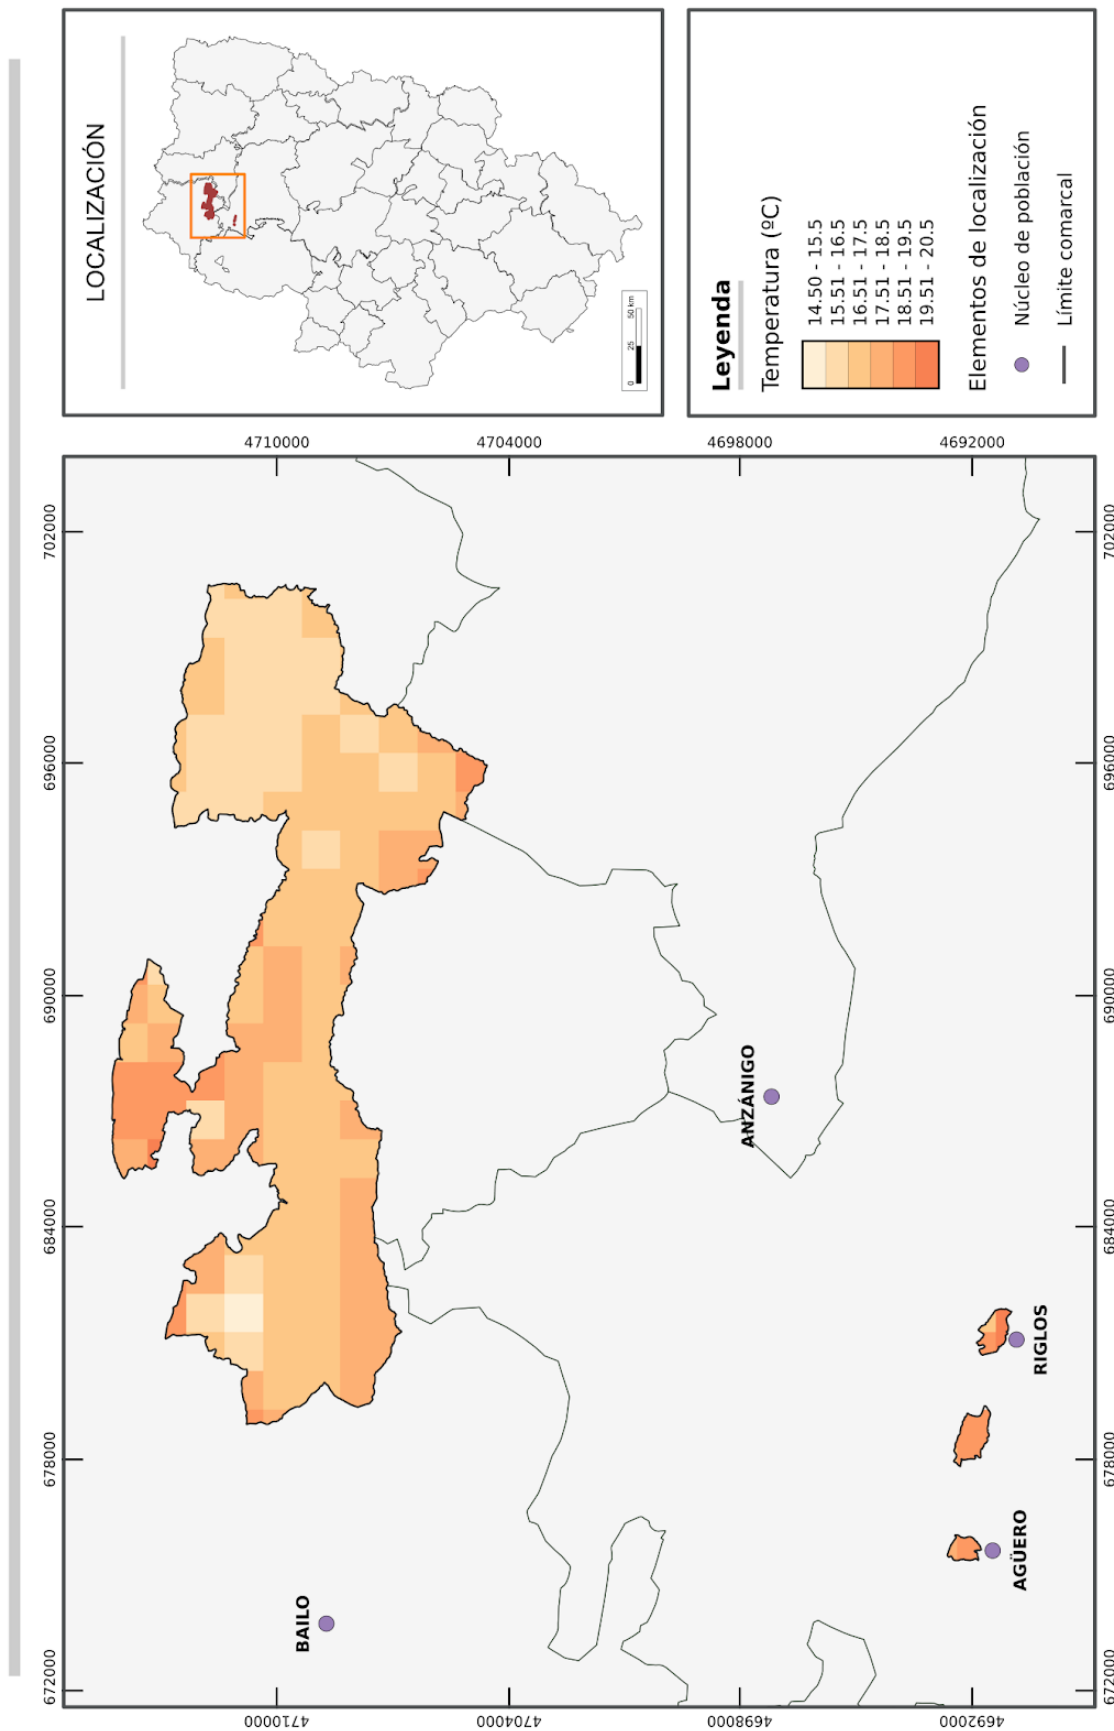 702000
696000
690000
684000
678000
672000
4710000
4704000
4698000
4692000
4710000
4704000
4698000
4692000
702000
696000
690000
684000
678000
672000
BAILO
ANZÁNIGO
AGÜERO
RIGLOS
LOCALIZACIÓN
0 25 50 km
Leyenda
Temperatura (ºC)
14.50 - 15.5
15.51 - 16.5
16.51 - 17.5
17.51 - 18.5
18.51 - 19.5
19.51 - 20.5
Elementos de localización
Núcleo de población
Límite comarcal